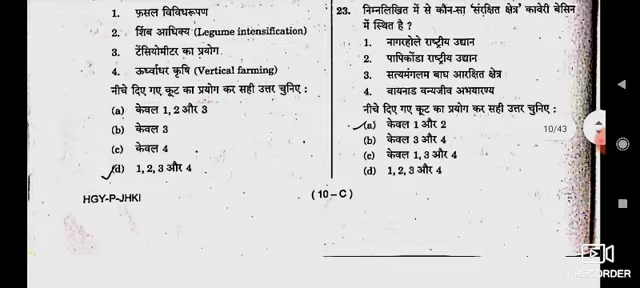 1. फ़सल विविधरूपण
2. शिंब आधिक्य (Legume intensification)
3. टेंसियोमीटर का प्रयोग
4. ऊर्ध्वाधर कृषि (Vertical farming)
नीचे दिए गए कूट का प्रयोग कर सही उत्तर चुनिए :
(a) केवल 1, 2 और 3
(b) केवल 3
(c) केवल 4
(d) 1, 2, 3 और 4
HGY-P-JHKI
23. निम्नलिखित में से कौन-सा 'संरक्षित क्षेत्र' कावेरी बेसिन
में स्थित है ?
1. नागरहोले राष्ट्रीय उद्यान
2. पापिकोंडा राष्ट्रीय उद्यान
3. सत्यमंगलम बाघ आरक्षित क्षेत्र
4. वायनाड वन्यजीव अभयारण्य
नीचे दिए गए कूट का प्रयोग कर सही उत्तर चुनिए :
(a) केवल 1 और 2
(b) केवल 3 और 4
(c) केवल 1, 3 और 4
(d) 1, 2, 3 और 4
( 10 – C )
10/43
RECORDER